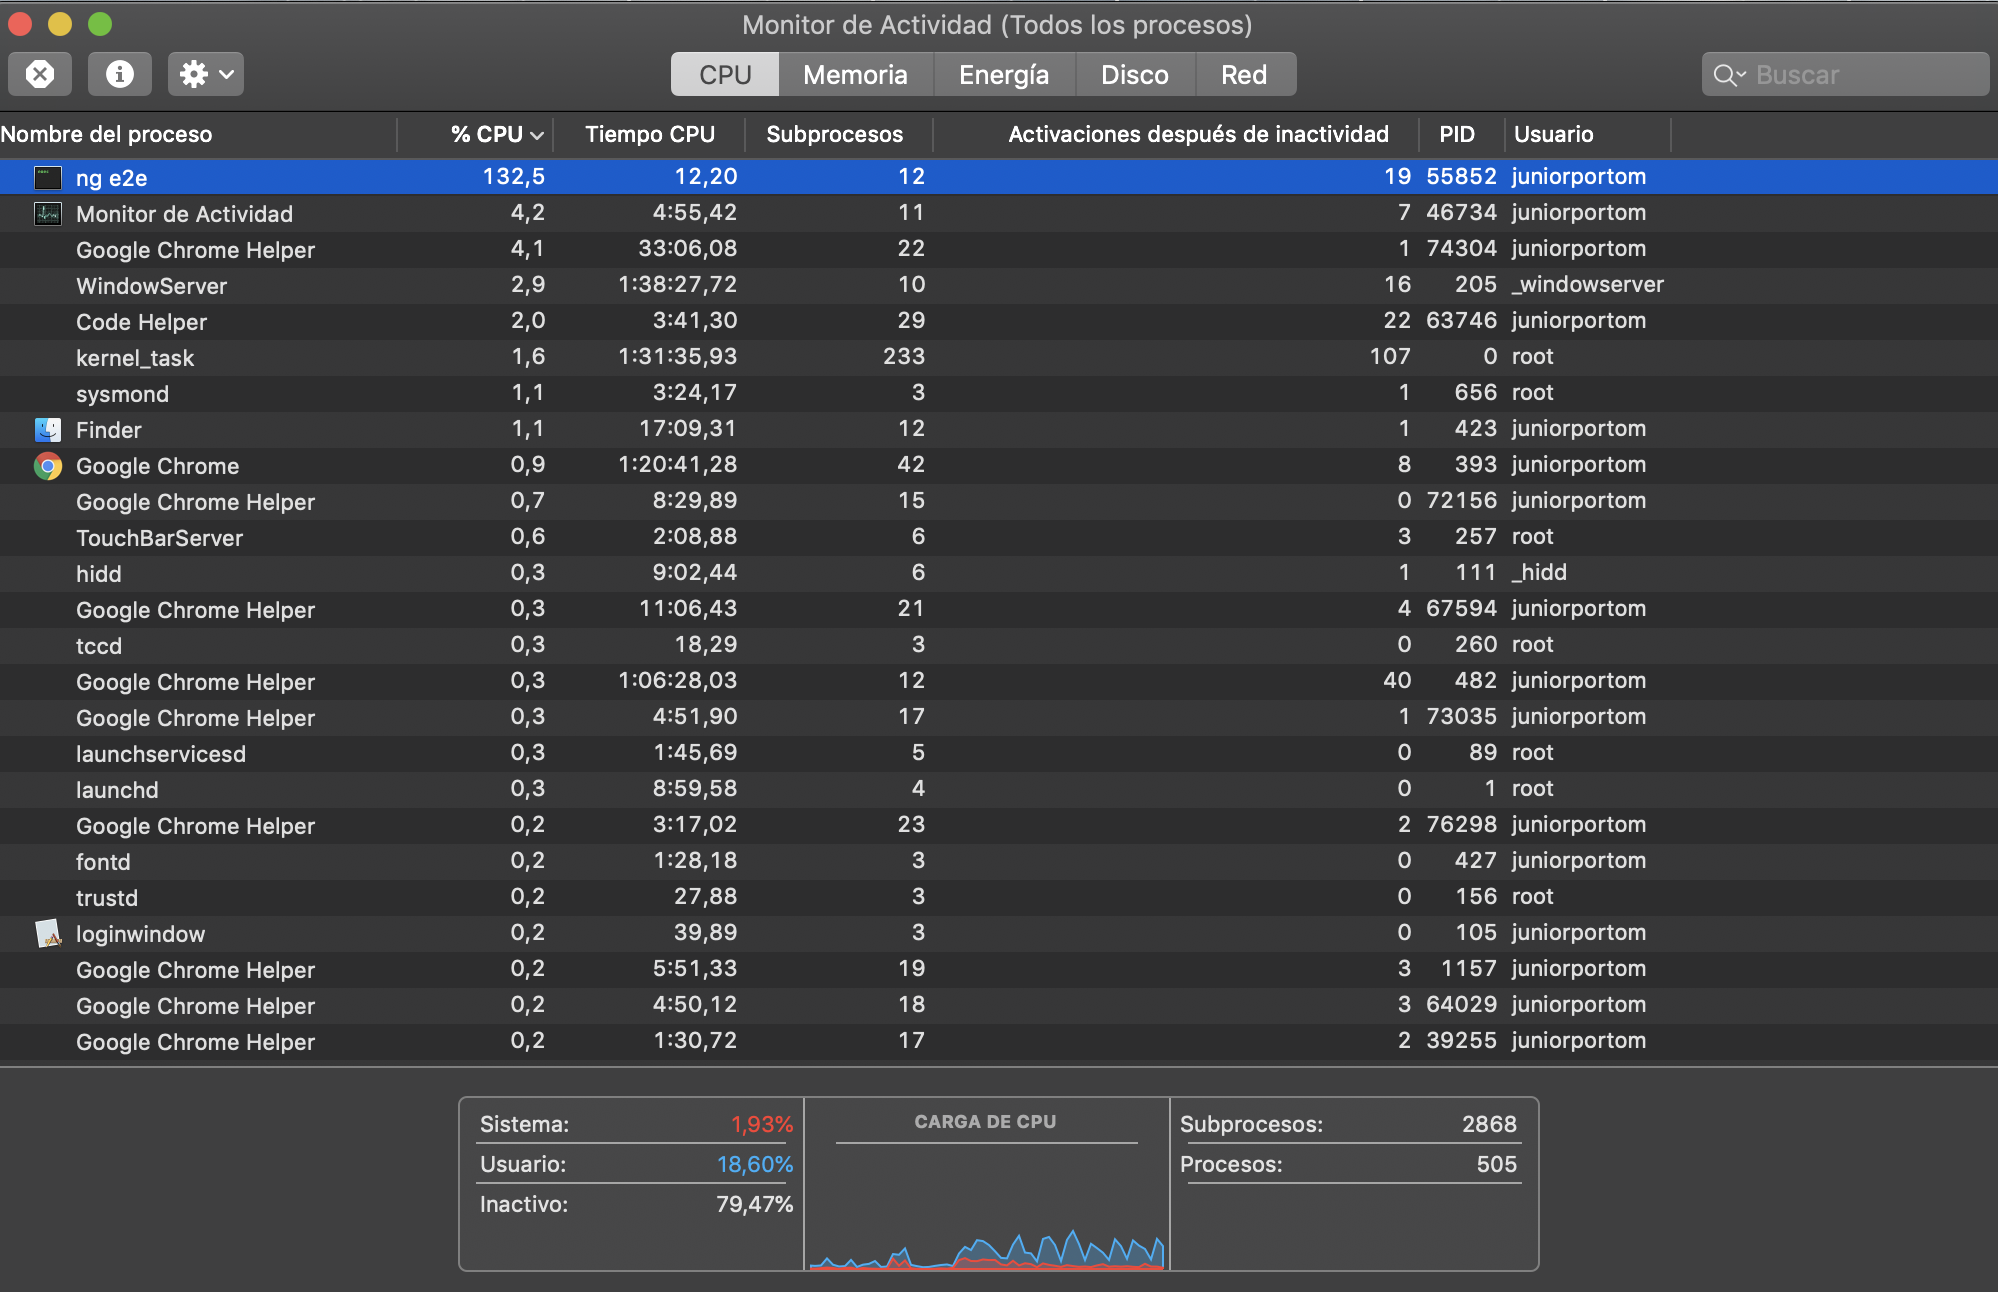 Monitor de Actividad (Todos los procesos)
CPU Memoria Energía Disco Red Buscar
Nombre del proceso % CPU Tiempo CPU Subprocesos Activaciones después de inactividad PID Usuario
ng e2e 132,5 12,20 12 19 55852 juniorportom
Monitor de Actividad 4,2 4:55,42 11 7 46734 juniorportom
Google Chrome Helper 4,1 33:06,08 22 1 74304 juniorportom
WindowServer 2,9 1:38:27,72 10 16 205 _windowserver
Code Helper 2,0 3:41,30 29 22 63746 juniorportom
kernel_task 1,6 1:31:35,93 233 107 0 root
sysmond 1,1 3:24,17 3 1 656 root
Finder 1,1 17:09,31 12 1 423 juniorportom
Google Chrome 0,9 1:20:41,28 42 8 393 juniorportom
Google Chrome Helper 0,7 8:29,89 15 0 72156 juniorportom
TouchBarServer 0,6 2:08,88 6 3 257 root
hidd 0,3 9:02,44 6 1 111 _hidd
Google Chrome Helper 0,3 11:06,43 21 4 67594 juniorportom
tccd 0,3 18,29 3 0 260 root
Google Chrome Helper 0,3 1:06:28,03 12 40 482 juniorportom
Google Chrome Helper 0,3 4:51,90 17 1 73035 juniorportom
launchservicesd 0,3 1:45,69 5 0 89 root
launchd 0,3 8:59,58 4 0 1 root
Google Chrome Helper 0,2 3:17,02 23 2 76298 juniorportom
fontd 0,2 1:28,18 3 0 427 juniorportom
trustd 0,2 27,88 3 0 156 root
loginwindow 0,2 39,89 3 0 105 juniorportom
Google Chrome Helper 0,2 5:51,33 19 3 1157 juniorportom
Google Chrome Helper 0,2 4:50,12 18 3 64029 juniorportom
Google Chrome Helper 0,2 1:30,72 17 2 39255 juniorportom
Sistema: 1,93% CARGA DE CPU Subprocesos: 2868
Usuario: 18,60% Procesos: 505
Inactivo: 79,47%